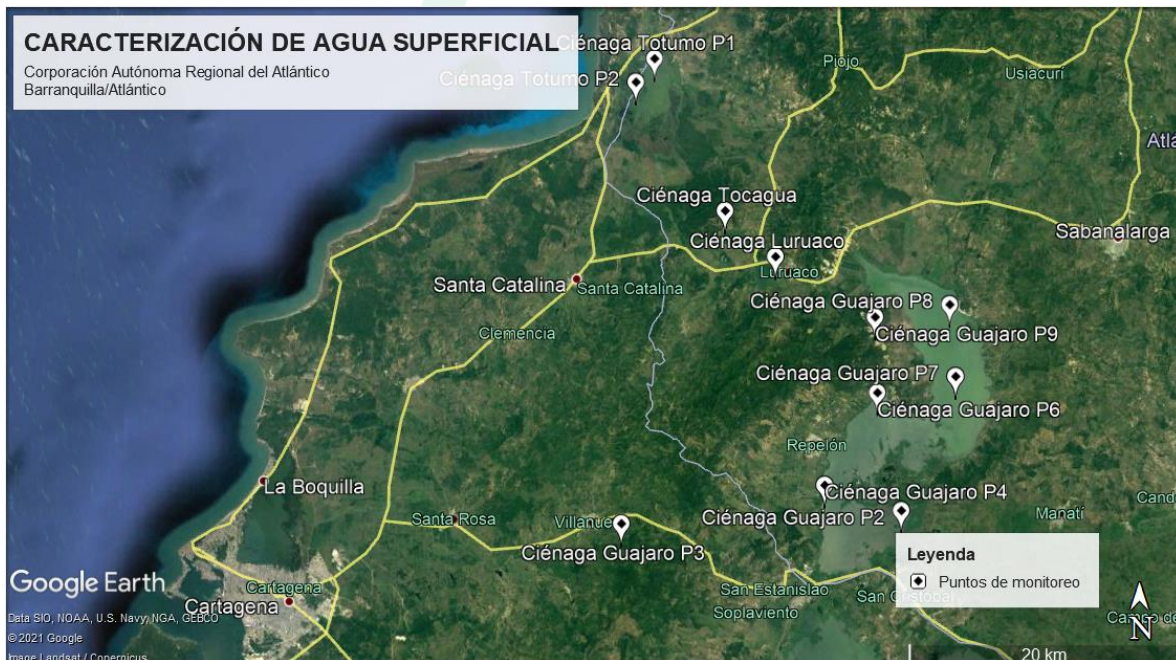 CARACTERIZACIÓN DE AGUA SUPERFICIAL
Corporación Autónoma Regional del Atlántico
Barranquilla/Atlántico
Ciénaga Totumo P1
Ciénaga Totumo P2
Piojo
Usiacurí
Atla
Ciénaga Tocagua
Ciénaga Luruaco
Sabanalarga
Luruaco
Santa Catalina
Santa Catalina
Ciénaga Guajaro P8
Clemencia
Ciénaga Guajaro P9
Ciénaga Guajaro P7
Ciénaga Guajaro P6
Repelón
La Boquilla
Ciénaga Guajaro P4
Cand
Santa Rosa
Villanue
Ciénaga Guajaro P2
Manatí
Ciénaga Guajaro P3
Leyenda
Puntos de monitoreo
Google Earth
Cartagena
Cartagena
San Estanislao
San Cristobal
Soplaviento
Campo de
Data SIO, NOAA, U.S. Navy, NGA, GEBCO
© 2021 Google
Image Landsat / Copernicus
N
20 km